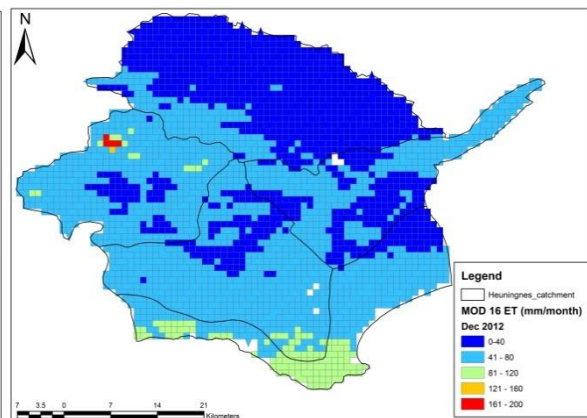 N
Legend
Heuningnes_catchment
MOD 16 ET (mm/month)
Dec 2012
0-40
41 - 80
81 - 120
121 - 160
161 - 200
7 3.5 0 7 14 21
Kilometers